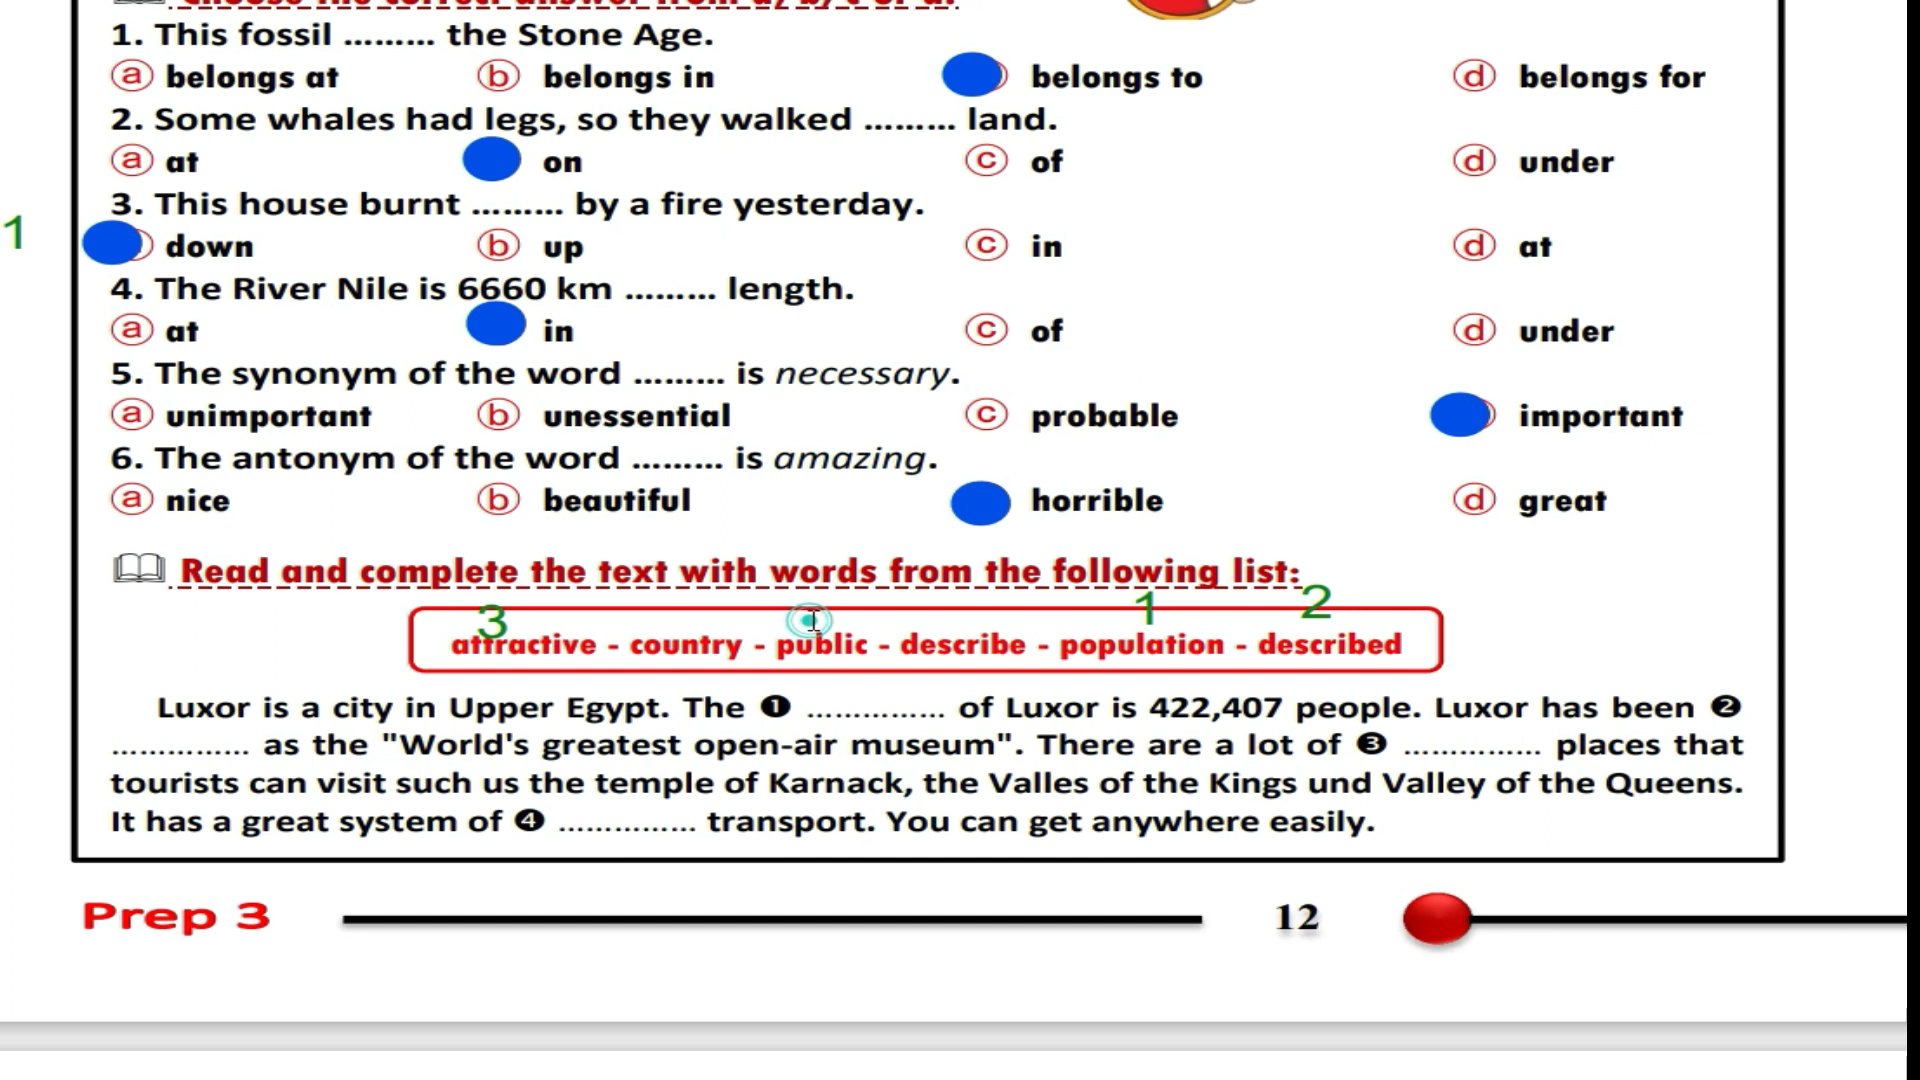 1. This fossil ......... the Stone Age.
ⓐ belongs at ⓑ belongs in belongs to ⓓ belongs for
2. Some whales had legs, so they walked ......... land.
ⓐ at on ⓒ of ⓓ under
3. This house burnt ......... by a fire yesterday.
1 down ⓑ up ⓒ in ⓓ at
4. The River Nile is 6660 km ......... length.
ⓐ at in ⓒ of ⓓ under
5. The synonym of the word ......... is necessary.
ⓐ unimportant ⓑ unessential ⓒ probable important
6. The antonym of the word ......... is amazing.
ⓐ nice ⓑ beautiful horrible ⓓ great
Read and complete the text with words from the following list:
3 1 2
attractive - country - public - describe - population - described
Luxor is a city in Upper Egypt. The ❶ ............... of Luxor is 422,407 people. Luxor has been ❷
............... as the "World's greatest open-air museum". There are a lot of ❸ ............... places that
tourists can visit such us the temple of Karnack, the Valles of the Kings und Valley of the Queens.
It has a great system of ❹ ............... transport. You can get anywhere easily.
Prep 3 12